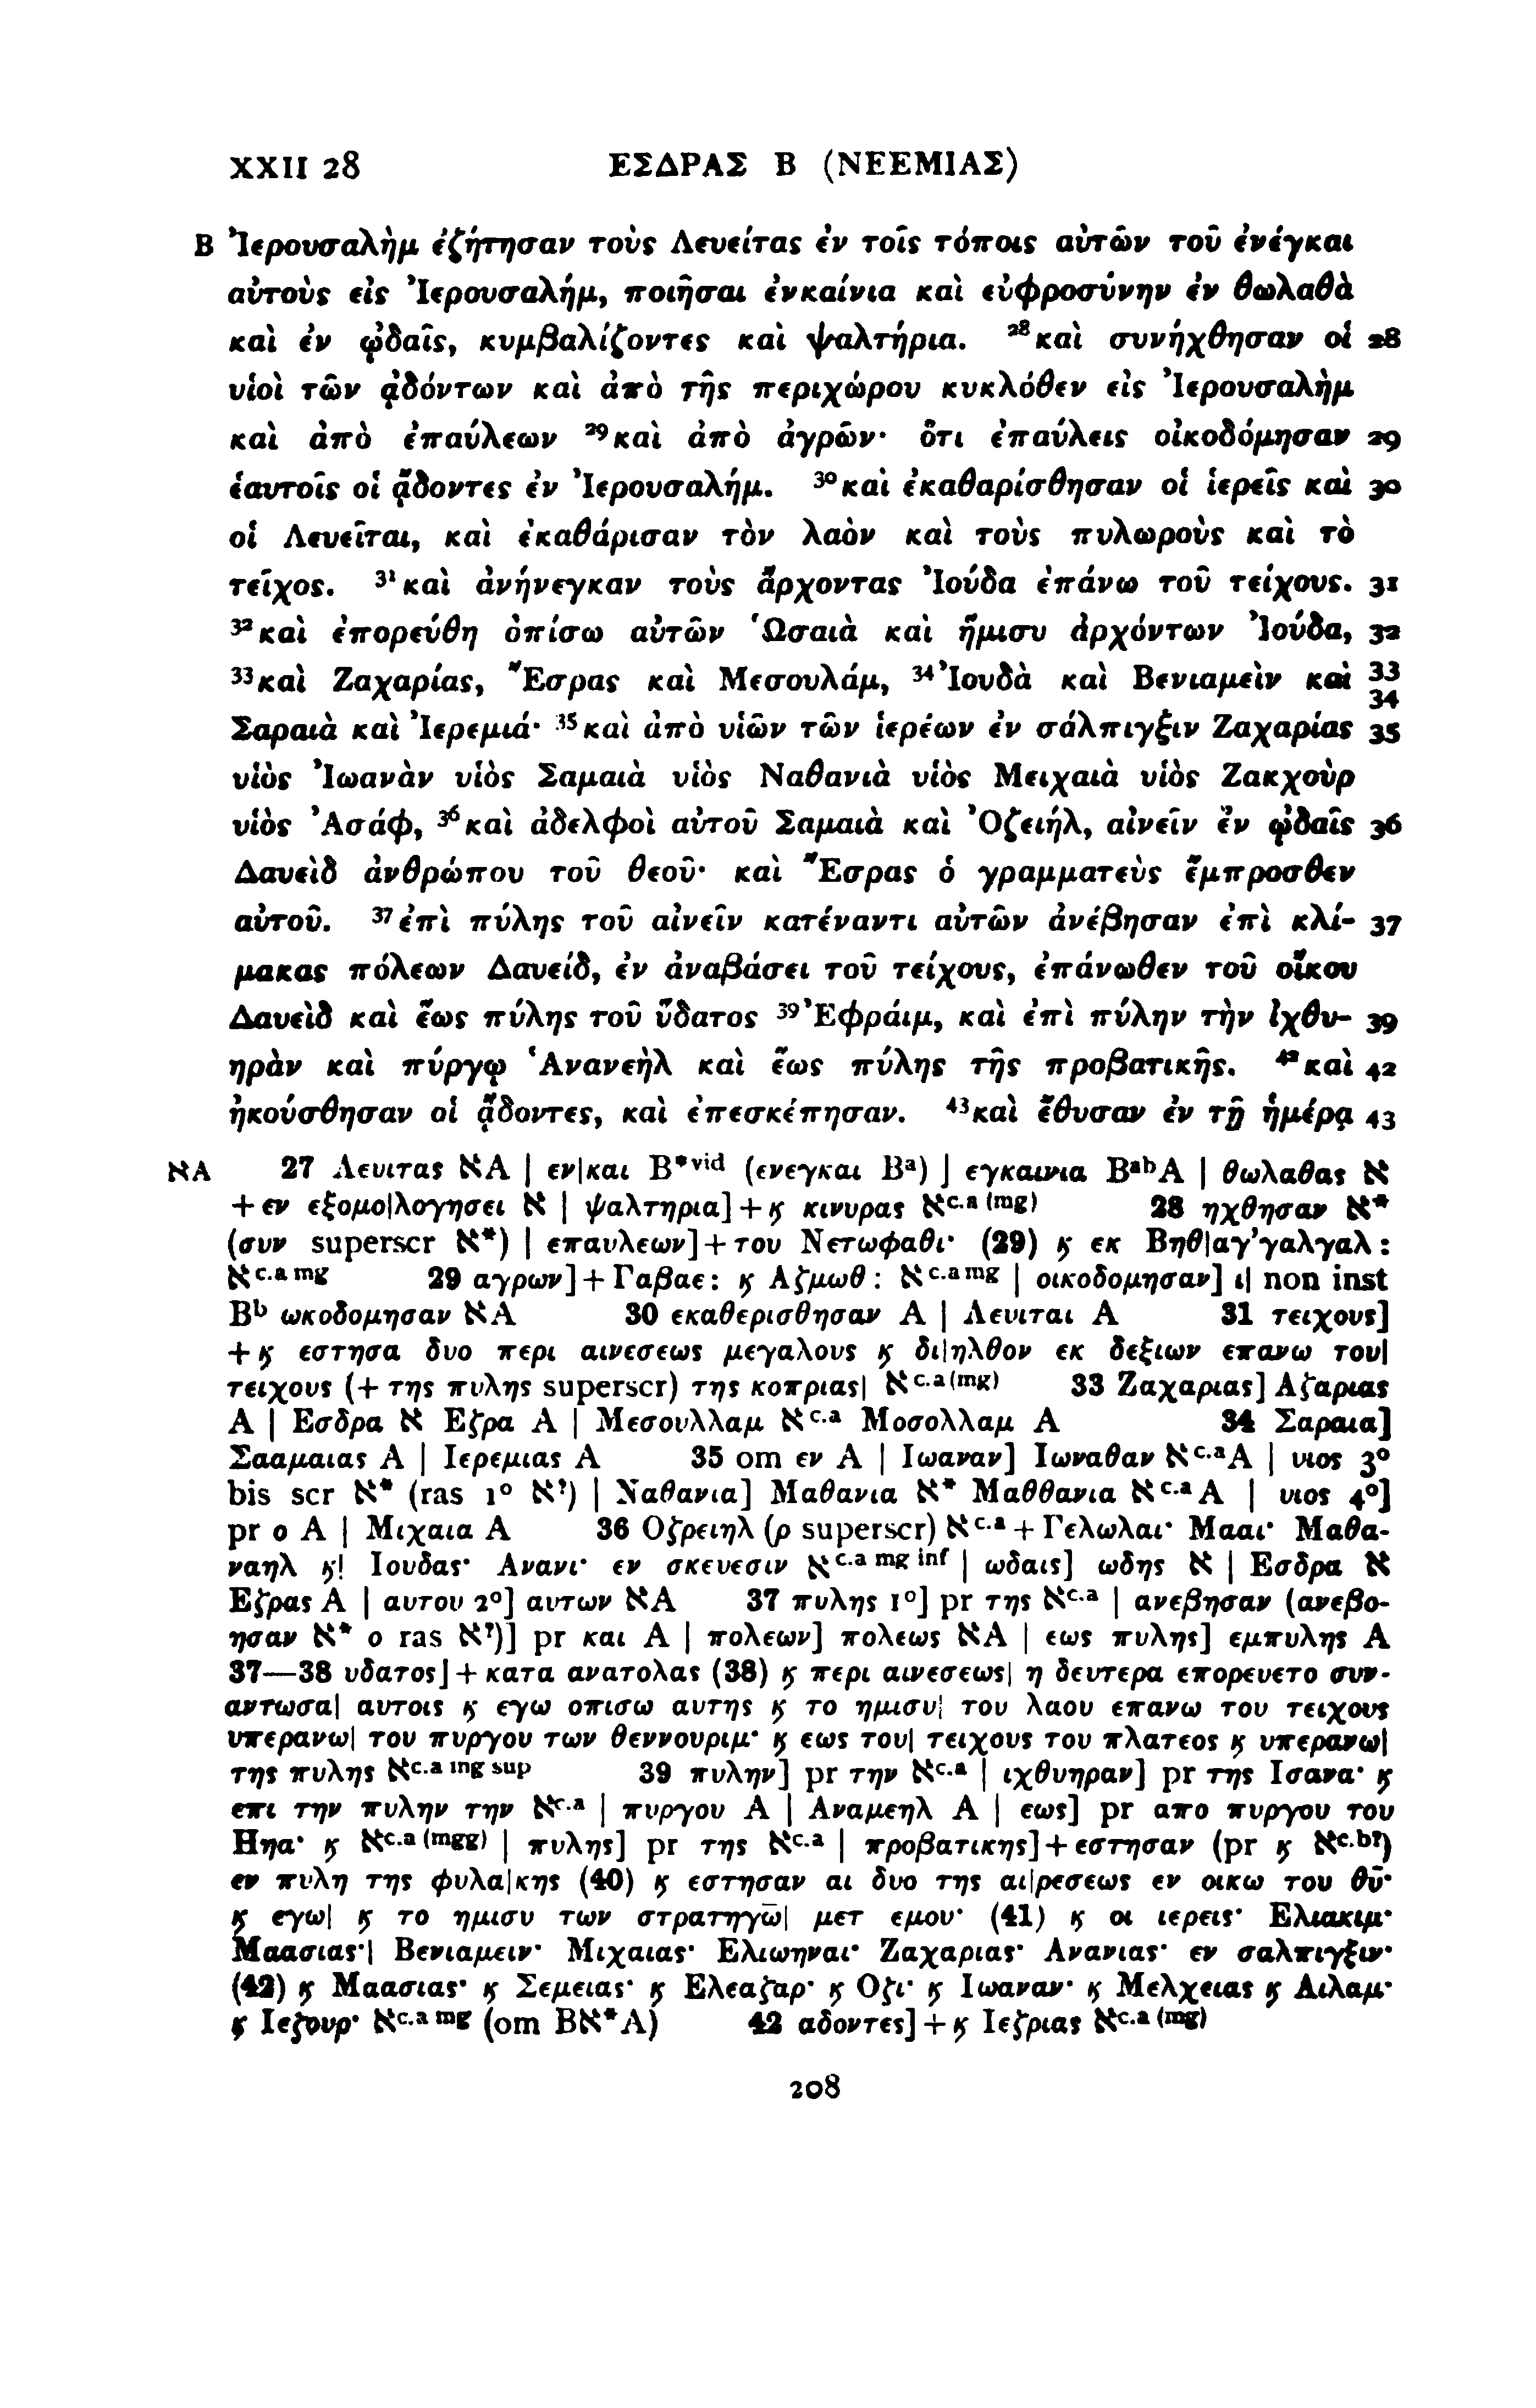 XXII 28 ΕΣΔΡΑΣ Β (ΝΕΕΜΙΑΣ)
B Ἰερουσαλὴμ ἐζήτησαν τοὺς Λευείτας ἐν τοῖς τόποις αὐτῶν τοῦ ἐνέγκαι
αὐτοὺς εἰς Ἰερουσαλήμ, ποιῆσαι ἐνκαίνια καὶ εὐφροσύνην ἐν θωλαθὰ
καὶ ἐν ᾠδαῖς, κυμβαλίζοντες καὶ ψαλτήρια. ²⁸καὶ συνήχθησαν οἱ 28
υἱοὶ τῶν ᾀδόντων καὶ ἀπὸ τῆς περιχώρου κυκλόθεν εἰς Ἰερουσαλὴμ
καὶ ἀπὸ ἐπαύλεων ²⁹καὶ ἀπὸ ἀγρῶν· ὅτι ἐπαύλεις οἰκοδόμησαν 29
ἑαυτοῖς οἱ ᾄδοντες ἐν Ἰερουσαλήμ. ³⁰καὶ ἐκαθαρίσθησαν οἱ ἱερεῖς καὶ 30
οἱ Λευεῖται, καὶ ἐκαθάρισαν τὸν λαὸν καὶ τοὺς πυλωροὺς καὶ τὸ
τεῖχος. ³¹καὶ ἀνήνεγκαν τοὺς ἄρχοντας Ἰούδα ἐπάνω τοῦ τείχους. 31
³²καὶ ἐπορεύθη ὀπίσω αὐτῶν Ὡσαιὰ καὶ ἥμισυ ἀρχόντων Ἰούδα, 32
³³καὶ Ζαχαρίας, Ἔσρας καὶ Μεσουλάμ, ³⁴Ἰουδὰ καὶ Βενιαμεὶν καὶ 33
34
Σαραιὰ καὶ Ἰερεμιά· ³⁵καὶ ἀπὸ υἱῶν τῶν ἱερέων ἐν σάλπιγξιν Ζαχαρίας 35
υἱὸς Ἰωανὰν υἱὸς Σαμαιὰ υἱὸς Ναθανιὰ υἱὸς Μειχαιὰ υἱὸς Ζακχοὺρ
υἱὸς Ἀσάφ, ³⁶καὶ ἀδελφοὶ αὐτοῦ Σαμαιὰ καὶ Ὀζειήλ, αἰνεῖν ἐν ᾠδαῖς 36
Δαυεὶδ ἀνθρώπου τοῦ θεοῦ· καὶ Ἔσρας ὁ γραμματεὺς ἔμπροσθεν
αὐτοῦ. ³⁷ἐπὶ πύλης τοῦ αἰνεῖν κατέναντι αὐτῶν ἀνέβησαν ἐπὶ κλί- 37
μακας πόλεων Δαυείδ, ἐν ἀναβάσει τοῦ τείχους, ἐπάνωθεν τοῦ οἴκου
Δαυεὶδ καὶ ἕως πύλης τοῦ ὕδατος ³⁹Ἐφράιμ, καὶ ἐπὶ πύλην τὴν ἰχθυ- 39
ηρὰν καὶ πύργῳ Ἁνανεὴλ καὶ ἕως πύλης τῆς προβατικῆς. ⁴²καὶ 42
ἠκούσθησαν οἱ ᾄδοντες, καὶ ἐπεσκέπησαν. ⁴³καὶ ἔθυσαν ἐν τῇ ἡμέρᾳ 43
אA 27 Λευιτας אA | εν|και B*vid (ενεγκαι Bᵃ) ] εγκαινια BᵃᵇA | θωλαθας א
+εν εξομο|λογησει א | ψαλτηρια]+ϗ κινυρας אc.a (mg) 28 ηχθησαν א*
(συν superscr א*) | επαυλεων]+του Νετωφαθι· (29) ϗ εκ Βηθ|αγ’γαλγαλ:
אc.a mg 29 αγρων]+Γαβαε: ϗ Αζμωθ: אc.a mg | οικοδομησαν] ι| non inst
Bᵇ ωκοδομησαν אA 30 εκαθερισθησαν A | Λευιται A 31 τειχους]
+ϗ εστησα δυο περι αινεσεως μεγαλους ϗ δι|ηλθον εκ δεξιων επανω του|
τειχους (+της πυλης superscr) της κοπριας| אc.a (mg) 33 Ζαχαριας] Αζαριας
A | Εσδρα א Εζρα A | Μεσουλλαμ אc.a Μοσολλαμ A 34 Σαραια]
Σααμαιας A | Ιερεμιας A 35 om εν A | Ιωαναν] Ιωναθαν אc.aA | υιος 3°
bis scr א* (ras 1° א?) | Ναθανια] Μαθανια א* Μαθθανια אc.aA | υιος 4°]
pr ο A | Μιχαια A 36 Οζρειηλ (ρ superscr) אc.a+Γελωλαι· Μααι· Μαθα-
ναηλ ϗ| Ιουδας· Ανανι· εν σκευεσιν אc.a mg inf | ωδαις] ωδης א | Εσδρα א
Εζρας A | αυτου 2°] αυτων אA 37 πυλης 1°] pr της אc.a | ανεβησαν (ανεβο-
ησαν א* ο ras א?)] pr και A | πολεων] πολεως אA | εως πυλης] εμπυλης A
37—38 υδατος]+κατα ανατολας (38) ϗ περι αινεσεως| η δευτερα επορευετο συν-
αντωσα| αυτοις ϗ εγω οπισω αυτης ϗ το ημισυ| του λαου επανω του τειχους
υπερανω| του πυργου των θεννουριμ· ϗ εως του| τειχους του πλατεος ϗ υπερανω|
της πυλης אc.a mg sup 39 πυλην] pr την אc.a | ιχθυηραν] pr της Ισανα· ϗ
επι την πυλην την אc.a | πυργου A | Αναμεηλ A | εως] pr απο πυργου του
Ηηα· ϗ אc.a (mgg) | πυλης] pr της אc.a | προβατικης]+εστησαν (pr ϗ אc.b?)
εν πυλη της φυλα|κης (40) ϗ εστησαν αι δυο της αι|ρεσεως εν οικω του θῡ·
ϗ εγω| ϗ το ημισυ των στρατηγω̄| μετ εμου· (41) ϗ οι ιερεις· Ελιακιμ·
Μαασιας·| Βενιαμειν· Μιχαιας· Ελιωηναι· Ζαχαριας· Ανανιας· εν σαλπιγξιν·
(42) ϗ Μαασιας· ϗ Σεμειας· ϗ Ελεαζαρ· ϗ Οζι· ϗ Ιωαναν· ϗ Μελχειας ϗ Αιλαμ·
ϗ Ιεζουρ· אc.a mg (om Bא*A) 42 αδοντες]+ϗ Ιεζριας אc.a (mg)
208